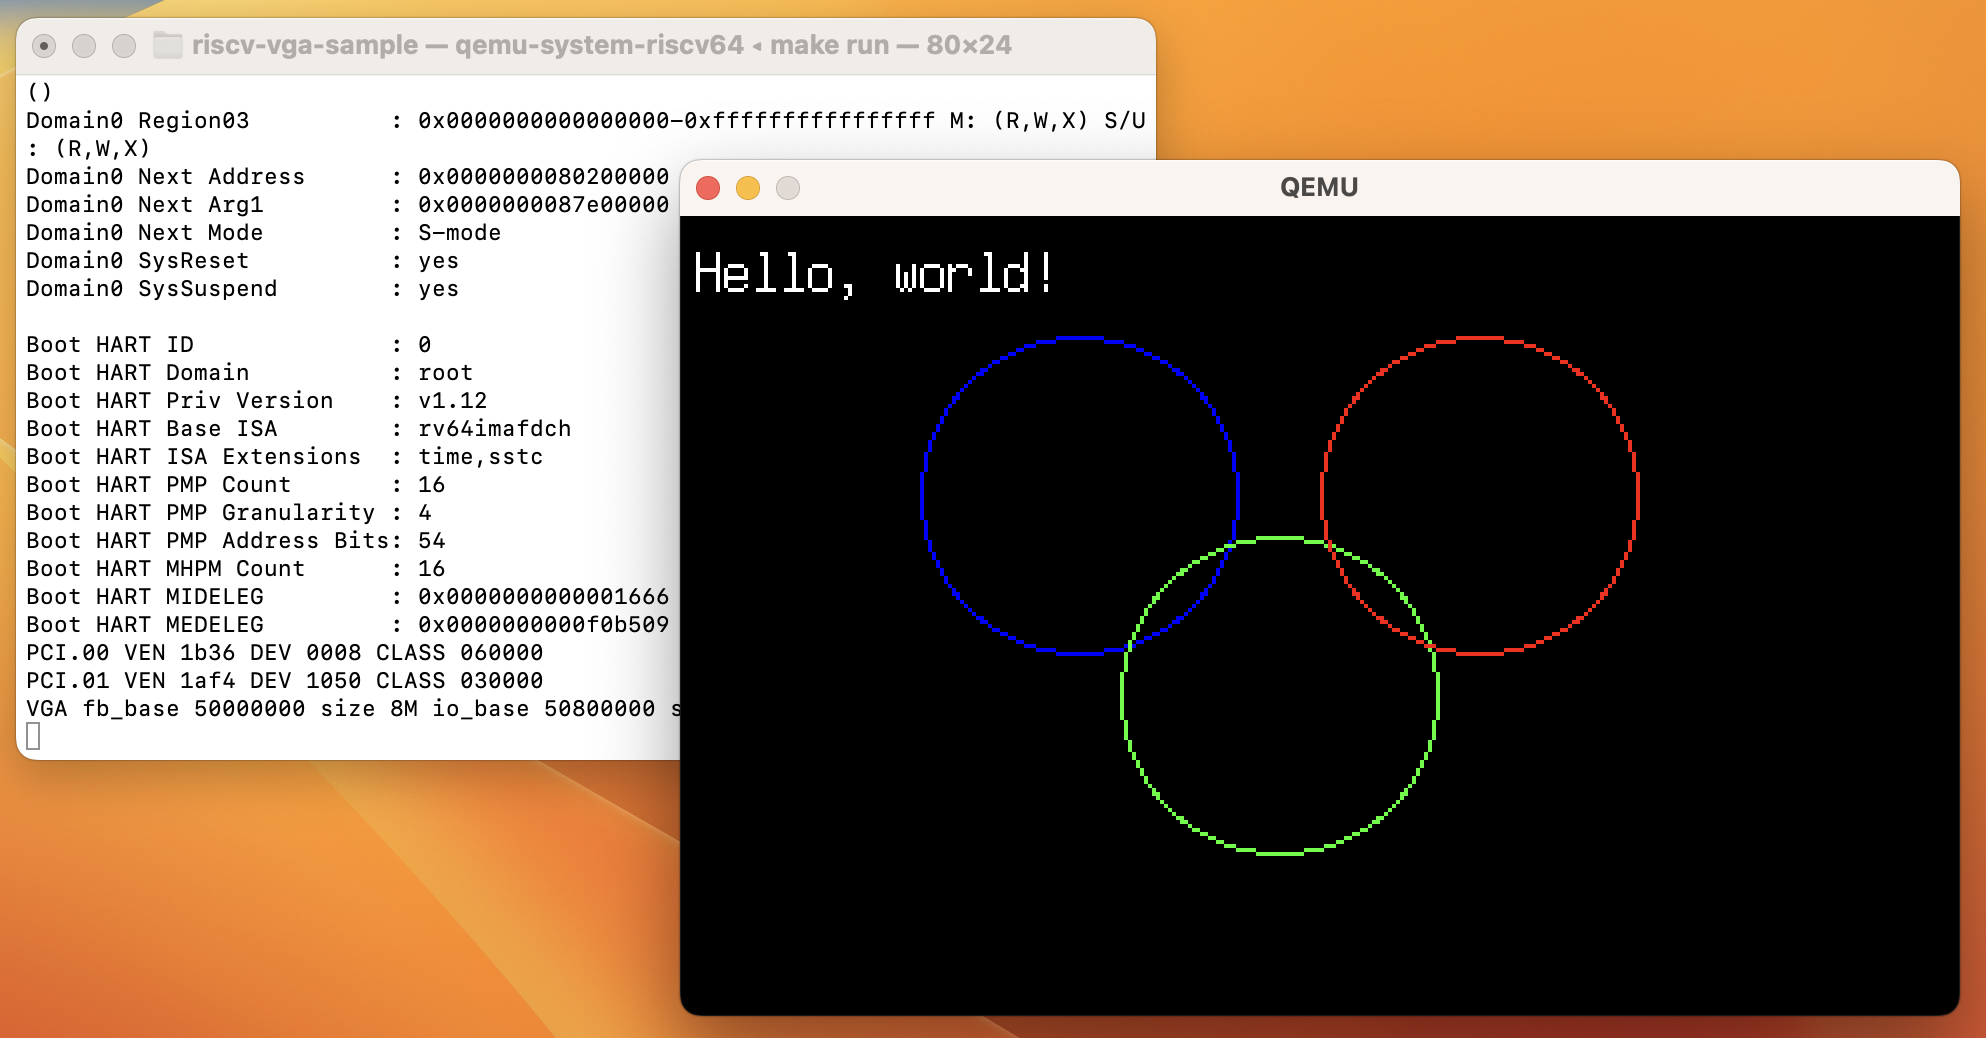 riscv-vga-sample — qemu-system-riscv64 ◂ make run — 80×24
()
Domain0 Region03 : 0x0000000000000000-0xffffffffffffffff M: (R,W,X) S/U
: (R,W,X)
Domain0 Next Address : 0x0000000080200000
Domain0 Next Arg1 : 0x0000000087e00000
Domain0 Next Mode : S-mode
Domain0 SysReset : yes
Domain0 SysSuspend : yes
Boot HART ID : 0
Boot HART Domain : root
Boot HART Priv Version : v1.12
Boot HART Base ISA : rv64imafdch
Boot HART ISA Extensions : time,sstc
Boot HART PMP Count : 16
Boot HART PMP Granularity : 4
Boot HART PMP Address Bits: 54
Boot HART MHPM Count : 16
Boot HART MIDELEG : 0x0000000000001666
Boot HART MEDELEG : 0x0000000000f0b509
PCI.00 VEN 1b36 DEV 0008 CLASS 060000
PCI.01 VEN 1af4 DEV 1050 CLASS 030000
VGA fb_base 50000000 size 8M io_base 50800000 s
QEMU
Hello, world!